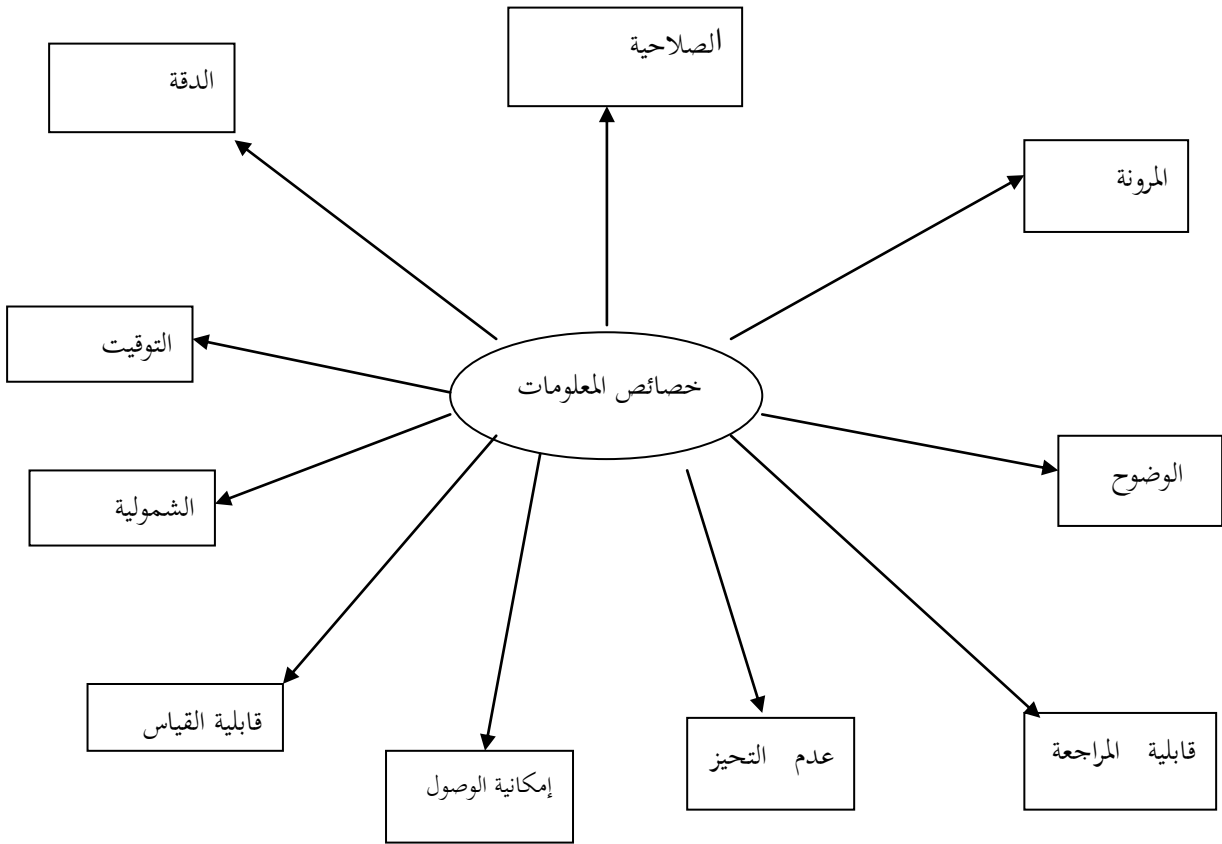 الصلاحية
الدقة
المرونة
التوقيت
خصائص المعلومات
الوضوح
الشمولية
قابلية القياس
إمكانية الوصول
عدم التحيز
قابلية المراجعة